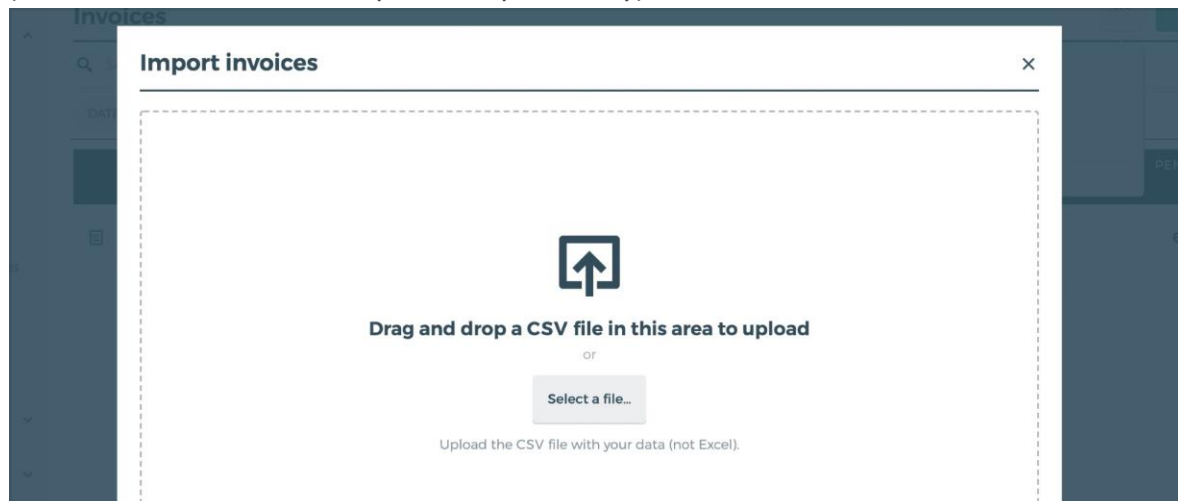 Invoices
Import invoices
DATE
Drag and drop a CSV file in this area to upload
or
Select a file...
Upload the CSV file with your data (not Excel).